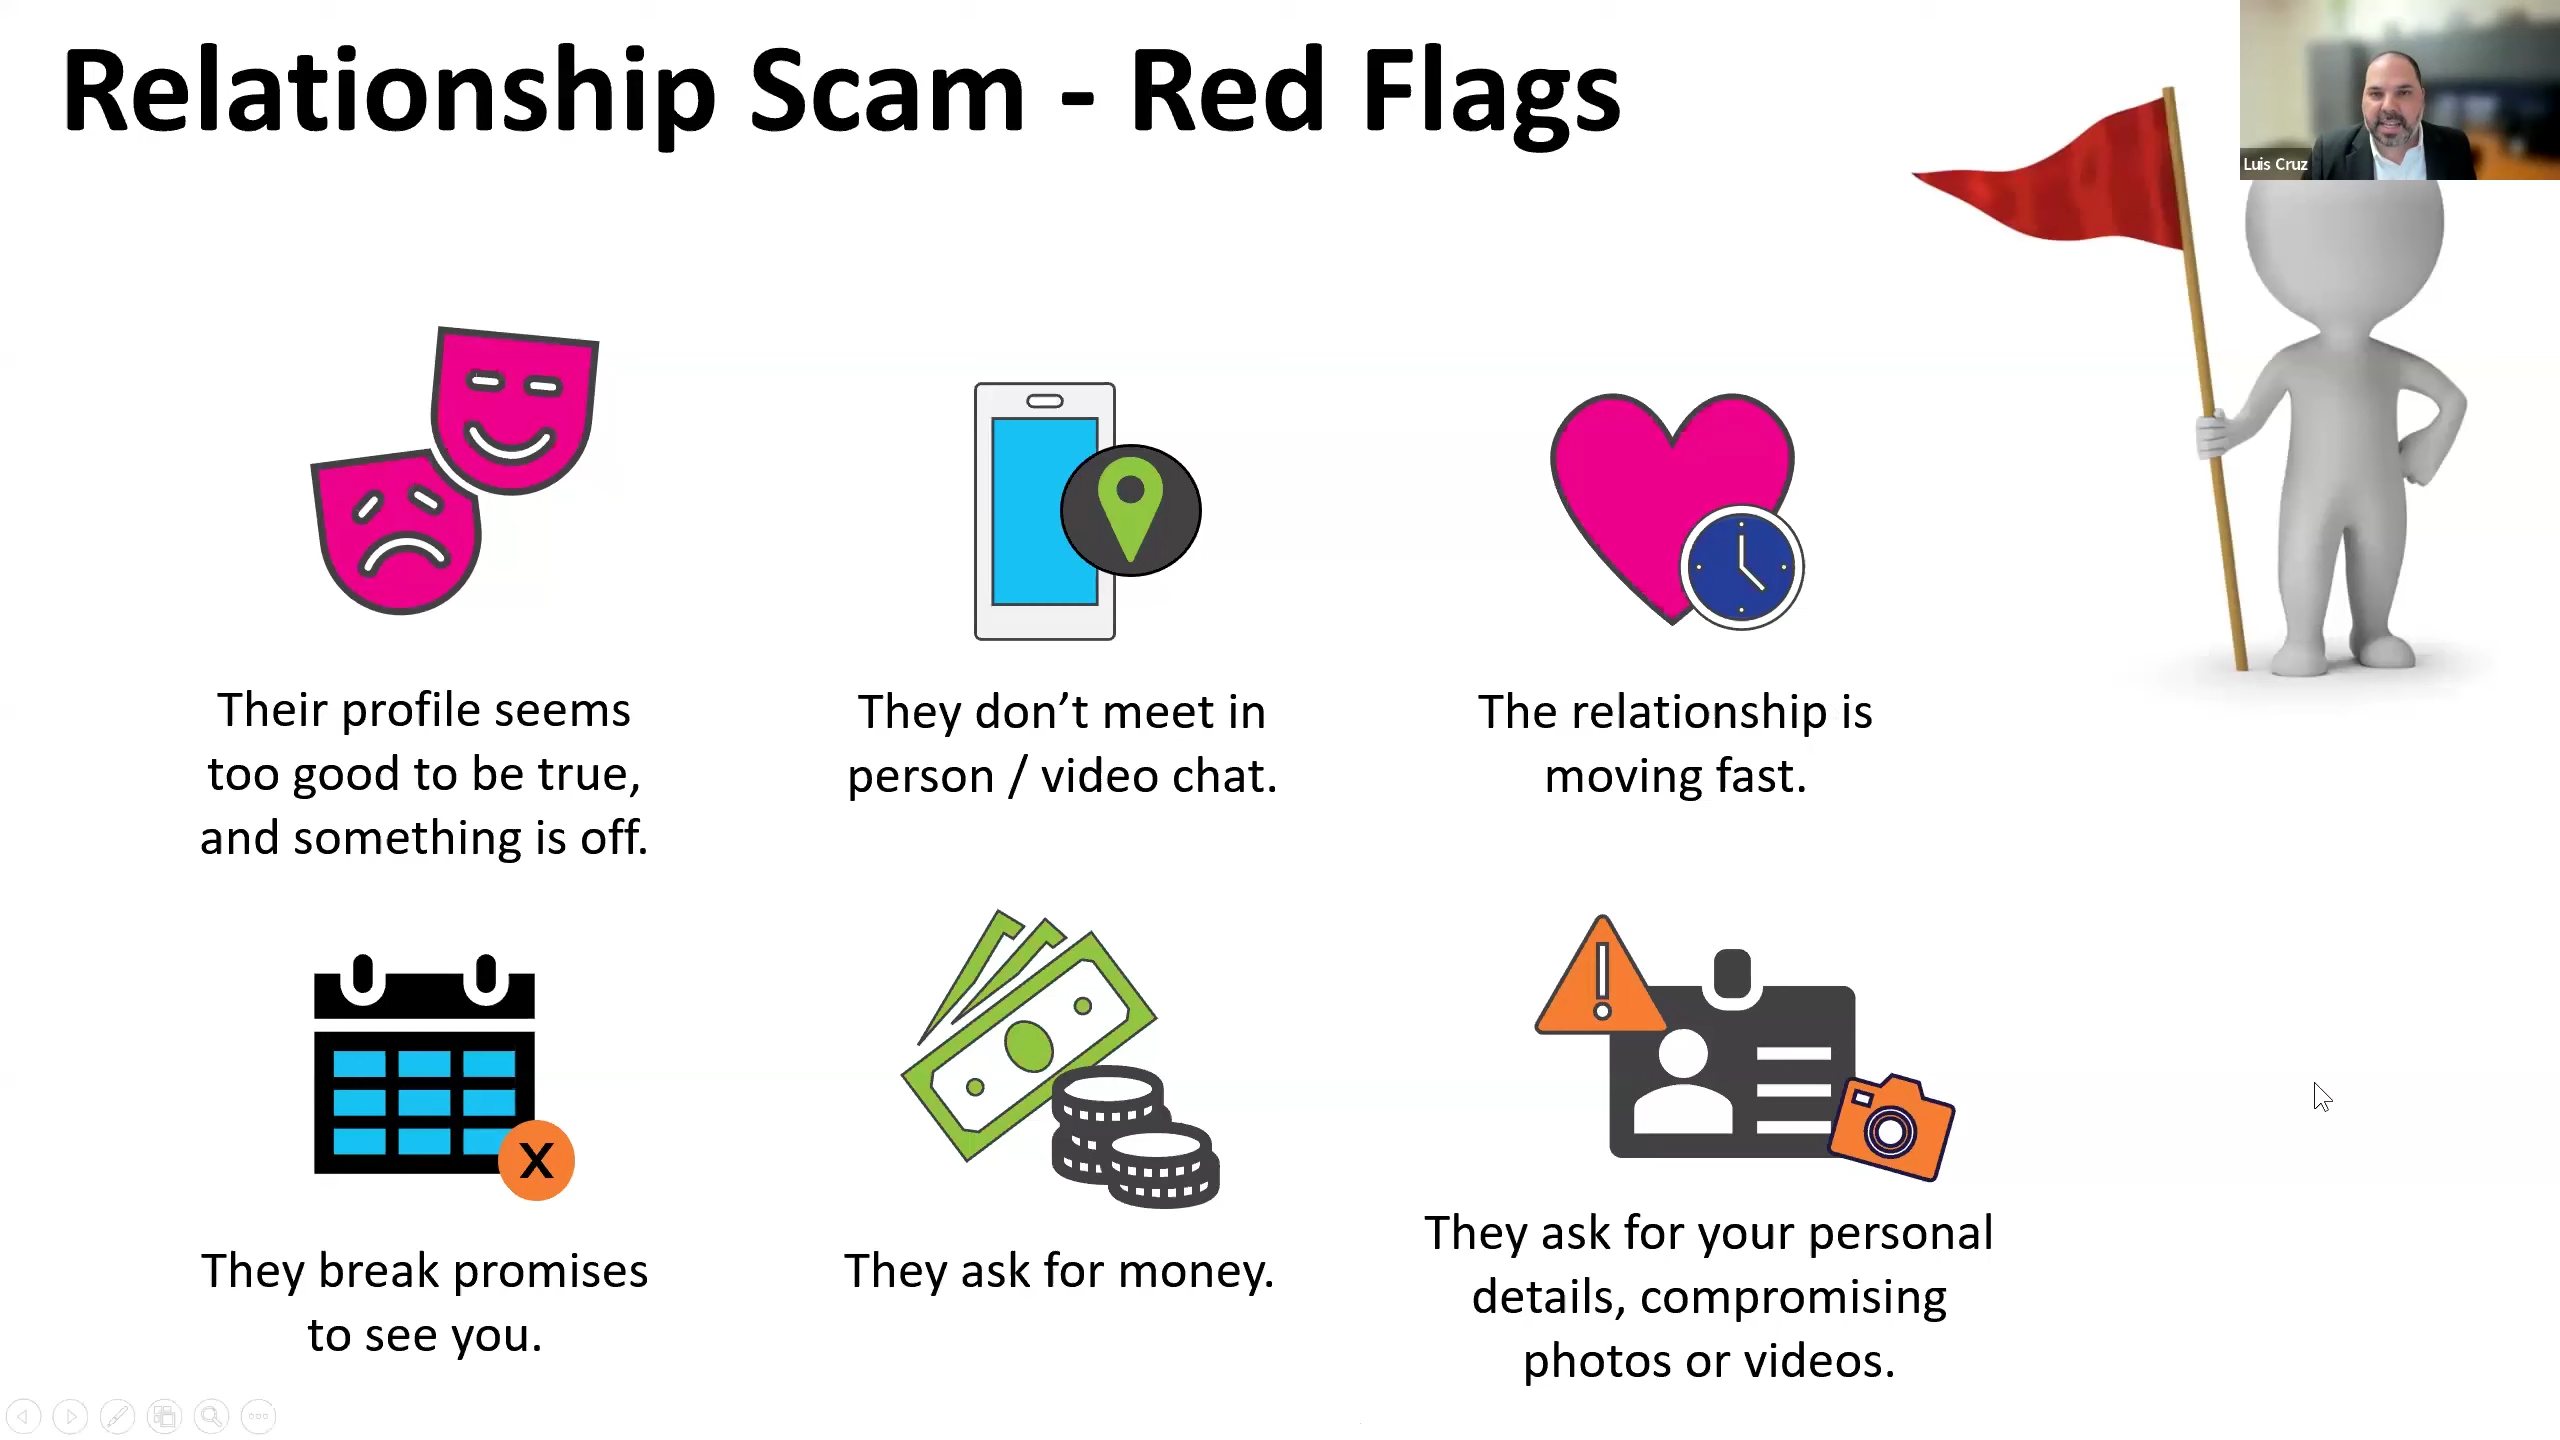 Relationship Scam - Red Flags
Luis Cruz
Their profile seems
too good to be true,
and something is off.
They don’t meet in
person / video chat.
The relationship is
moving fast.
X
They break promises
to see you.
They ask for money.
They ask for your personal
details, compromising
photos or videos.